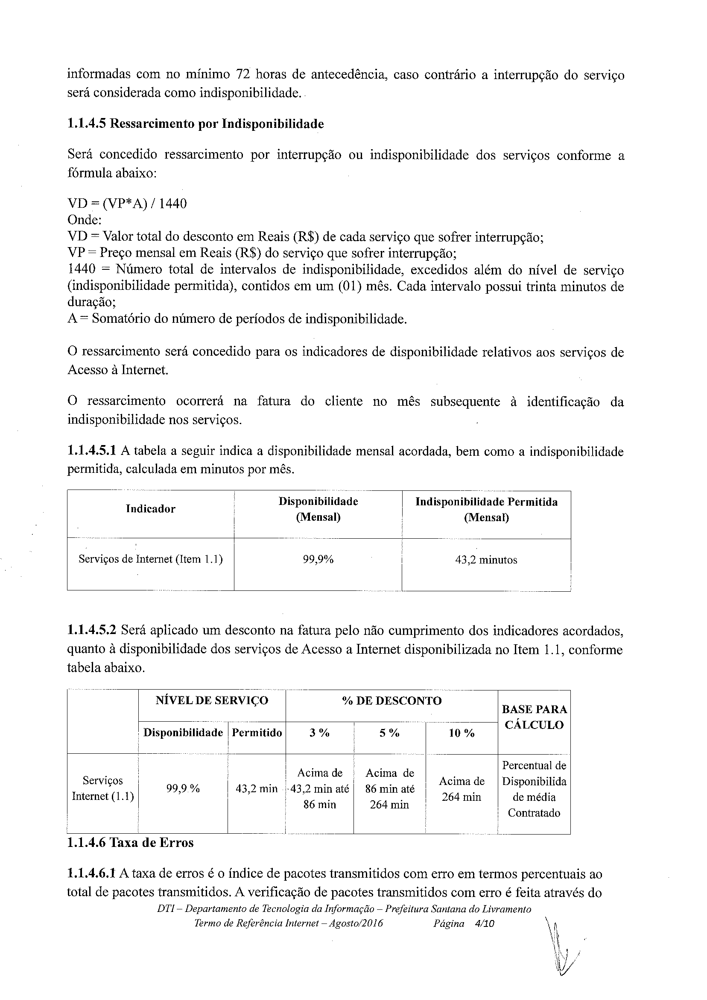 informadas com no mínimo 72 horas de antecedência, caso contrário a interrupção do serviço
será considerada como indisponibilidade.
1.1.4.5 Ressarcimento por Indisponibilidade
Será concedido ressarcimento por interrupção ou indisponibilidade dos serviços conforme a
fórmula abaixo:
VD = (VP*A) / 1440
Onde:
VD = Valor total do desconto em Reais (R$) de cada serviço que sofrer interrupção;
VP = Preço mensal em Reais (R$) do serviço que sofrer interrupção;
1440 = Número total de intervalos de indisponibilidade, excedidos além do nível de serviço
(indisponibilidade permitida), contidos em um (01) mês. Cada intervalo possui trinta minutos de
duração;
A = Somatório do número de períodos de indisponibilidade.
O ressarcimento será concedido para os indicadores de disponibilidade relativos aos serviços de
Acesso à Internet.
O ressarcimento ocorrerá na fatura do cliente no mês subsequente à identificação da
indisponibilidade nos serviços.
1.1.4.5.1 A tabela a seguir indica a disponibilidade mensal acordada, bem como a indisponibilidade
permitida, calculada em minutos por mês.
Indicador
Disponibilidade
(Mensal)
Indisponibilidade Permitida
(Mensal)
Serviços de Internet (Item 1.1)
99,9%
43,2 minutos
1.1.4.5.2 Será aplicado um desconto na fatura pelo não cumprimento dos indicadores acordados,
quanto à disponibilidade dos serviços de Acesso a Internet disponibilizada no Item 1.1, conforme
tabela abaixo.
NÍVEL DE SERVIÇO
% DE DESCONTO
BASE PARA
CÁLCULO
Disponibilidade
Permitido
3 %
5 %
10 %
Serviços
Internet (1.1)
99,9 %
43,2 min
Acima de
43,2 min até
86 min
Acima de
86 min até
264 min
Acima de
264 min
Percentual de
Disponibilida
de média
Contratado
1.1.4.6 Taxa de Erros
1.1.4.6.1 A taxa de erros é o índice de pacotes transmitidos com erro em termos percentuais ao
total de pacotes transmitidos. A verificação de pacotes transmitidos com erro é feita através do
DTI – Departamento de Tecnologia da Informação – Prefeitura Santana do Livramento
Termo de Referência Internet – Agosto/2016 Página 4/10